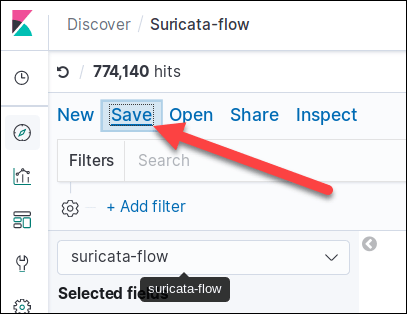 Discover / Suricata-flow
/ 774,140 hits
New Save Open Share Inspect
Filters Search
+ Add filter
suricata-flow
suricata-flow
Selected fields